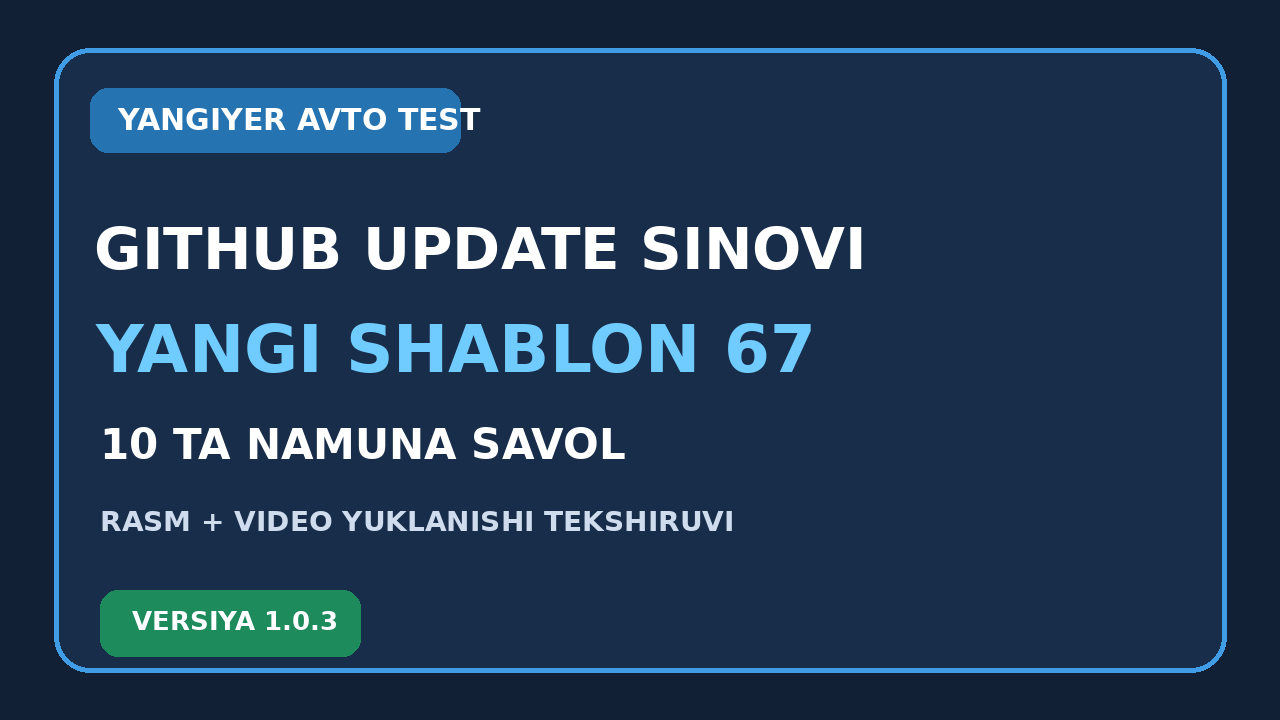 YANGIYER AVTO TEST
GITHUB UPDATE SINOVI
YANGI SHABLON 67
10 TA NAMUNA SAVOL
RASM + VIDEO YUKLANISHI TEKSHIRUVI
VERSIYA 1.0.3